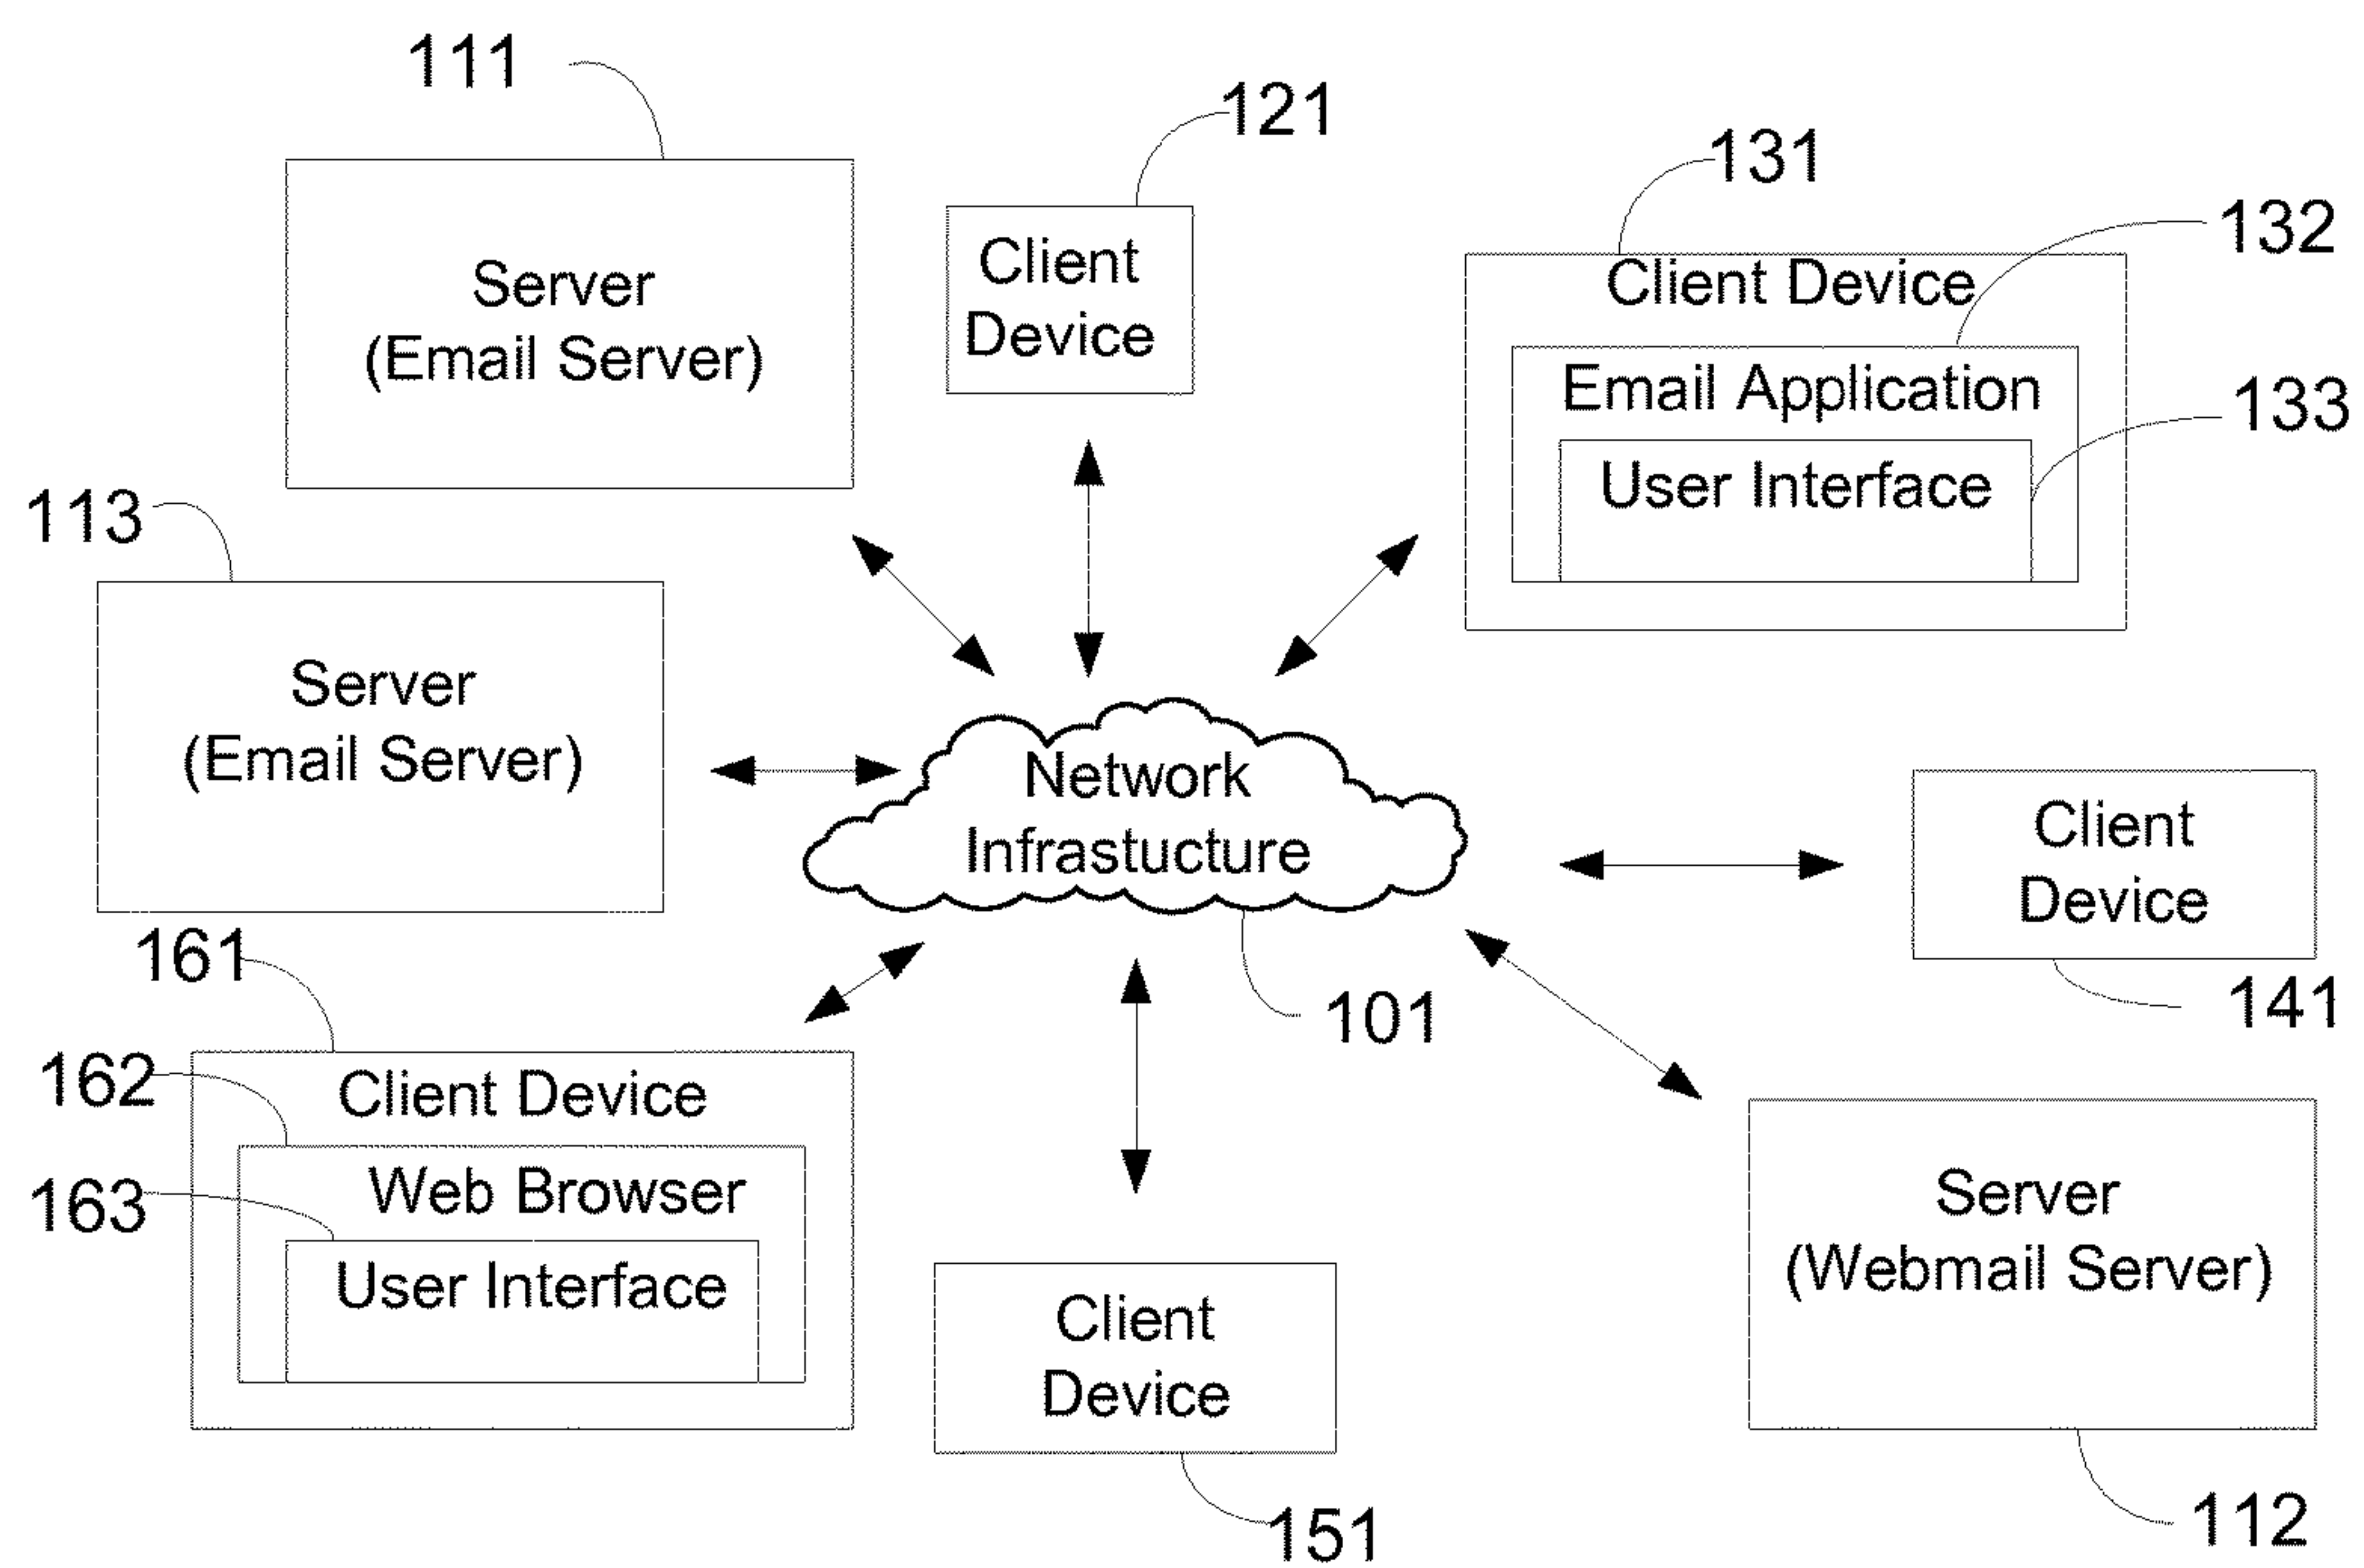 111
121
131
132
133
Server
(Email Server)
Client
Device
Client Device
Email Application
User Interface
113
Server
(Email Server)
Network
Infrastucture
101
Client
Device
141
161
162
163
Client Device
Web Browser
User Interface
Client
Device
151
Server
(Webmail Server)
112